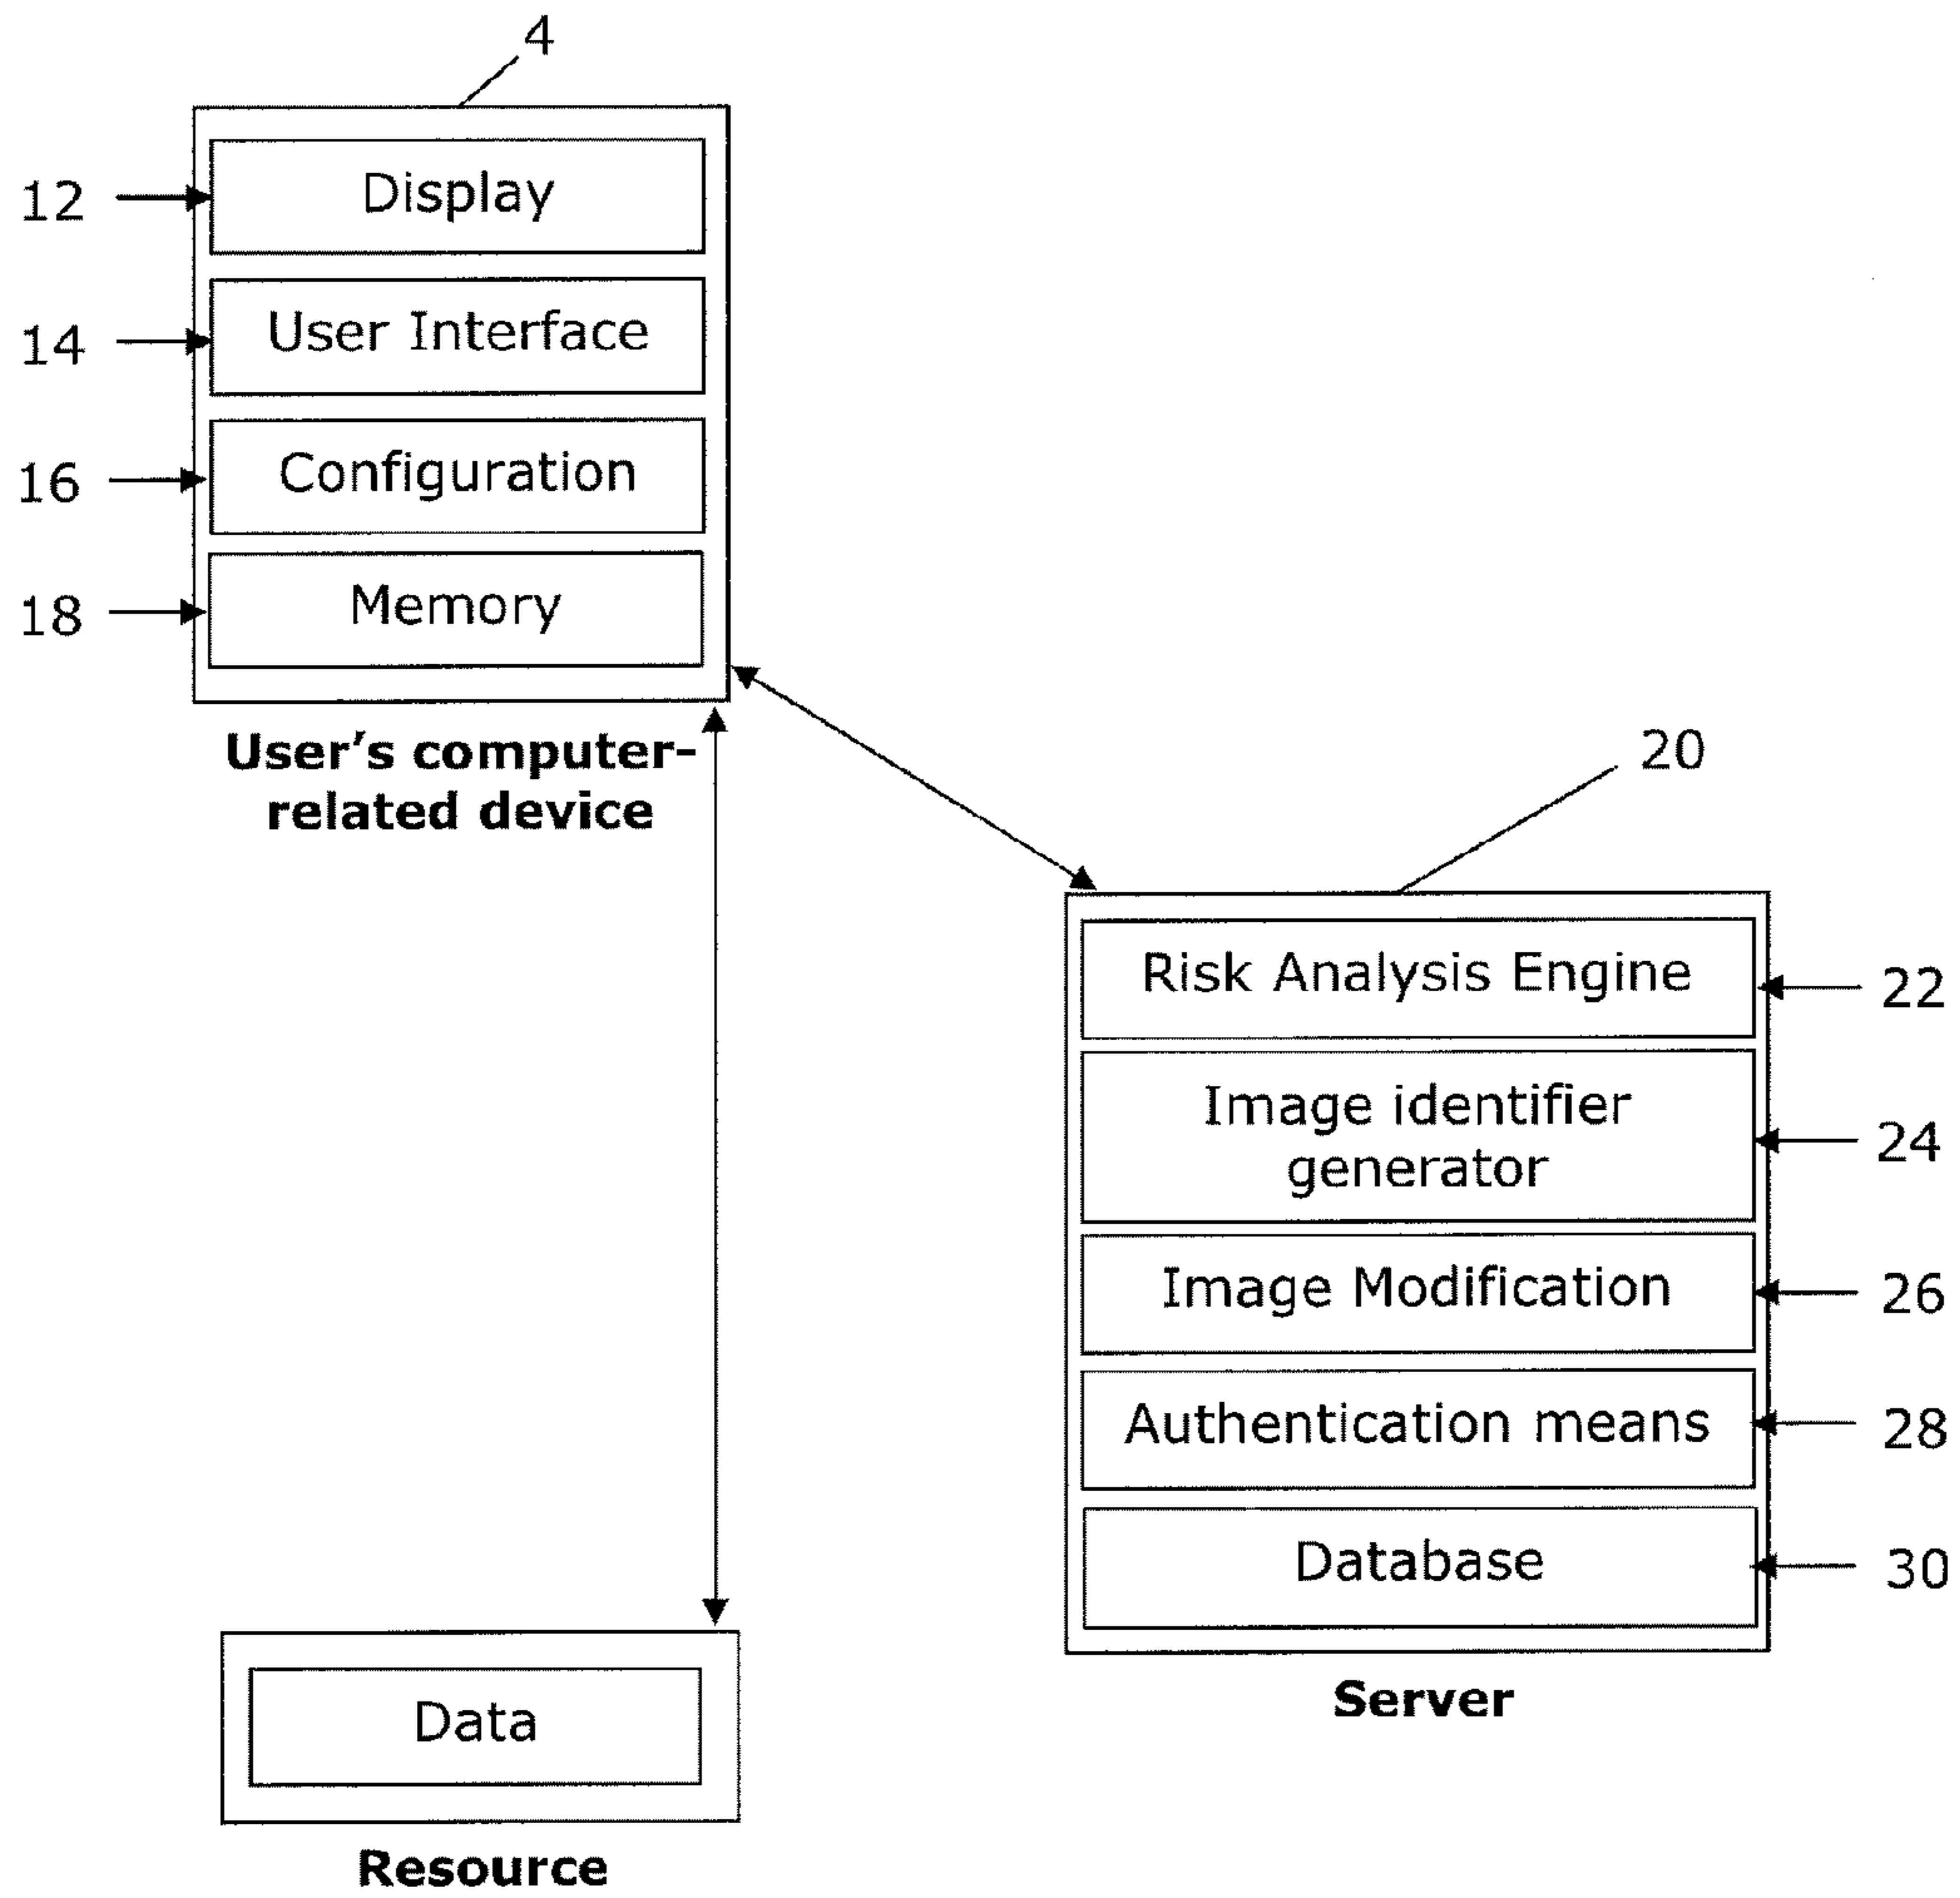 4
12
Display
14
User Interface
16
Configuration
18
Memory
User's computer-
related device
20
Risk Analysis Engine
22
Image identifier
generator
24
Image Modification
26
Authentication means
28
Database
30
Server
Data
Resource